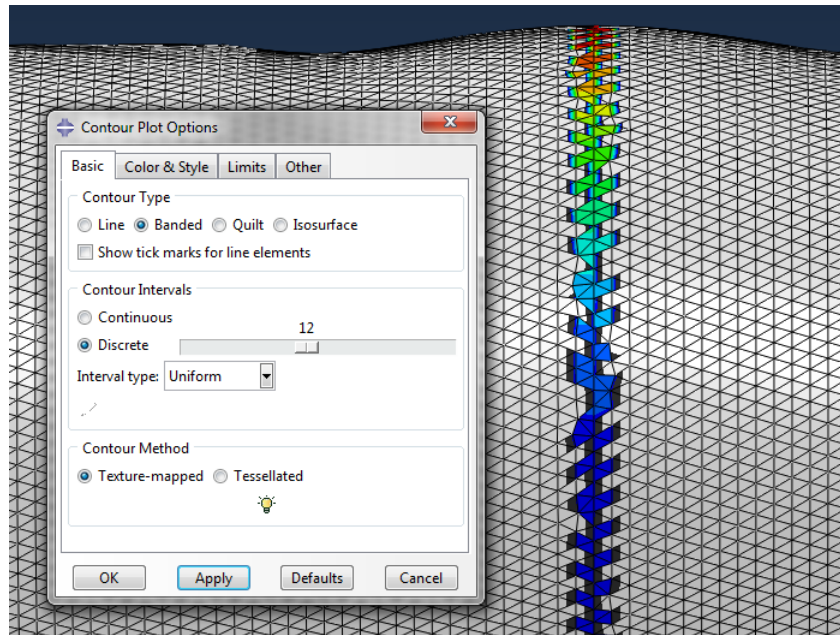 Contour Plot Options
Basic Color & Style Limits Other
Contour Type
Line Banded Quilt Isosurface
Show tick marks for line elements
Contour Intervals
Continuous
12
Discrete
Interval type: Uniform
Contour Method
Texture-mapped Tessellated
OK Apply Defaults Cancel